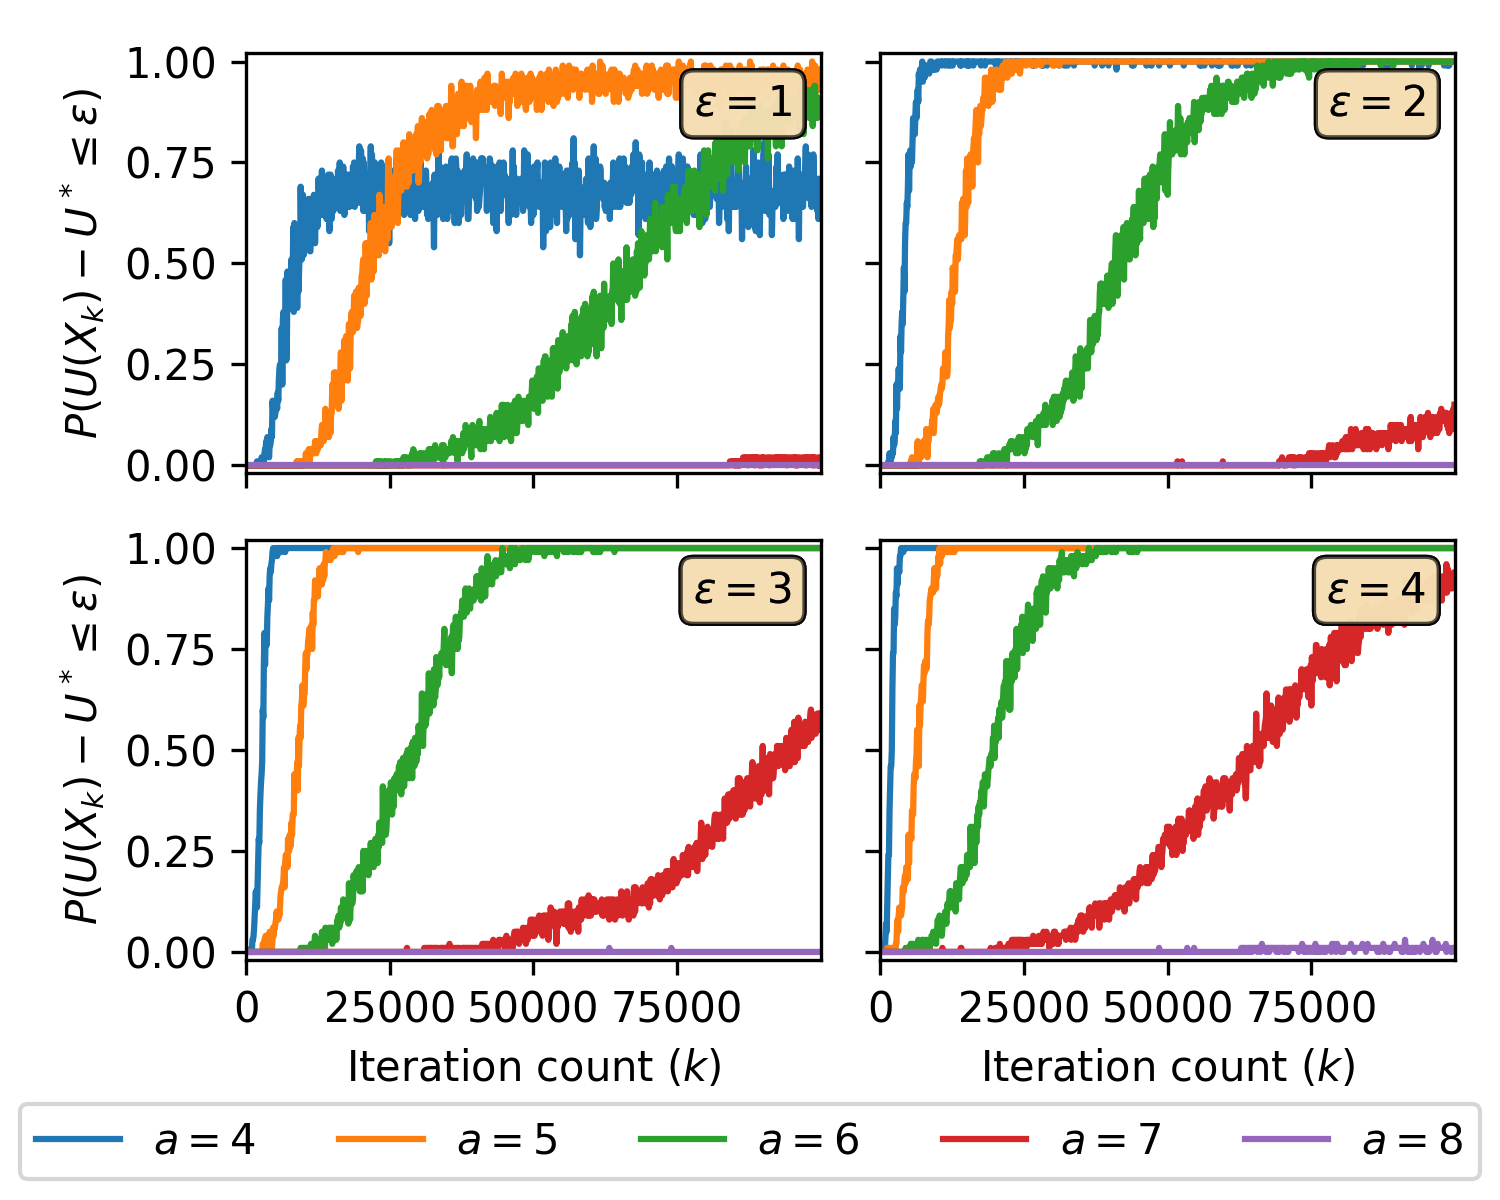 1.00
0.75
0.50
0.25
0.00
P(U(X_k) − U* ≤ ε)
ε = 1
ε = 2
1.00
0.75
0.50
0.25
0.00
P(U(X_k) − U* ≤ ε)
ε = 3
ε = 4
0 25000 50000 75000
0 25000 50000 75000
Iteration count (k)
Iteration count (k)
a = 4 a = 5 a = 6 a = 7 a = 8